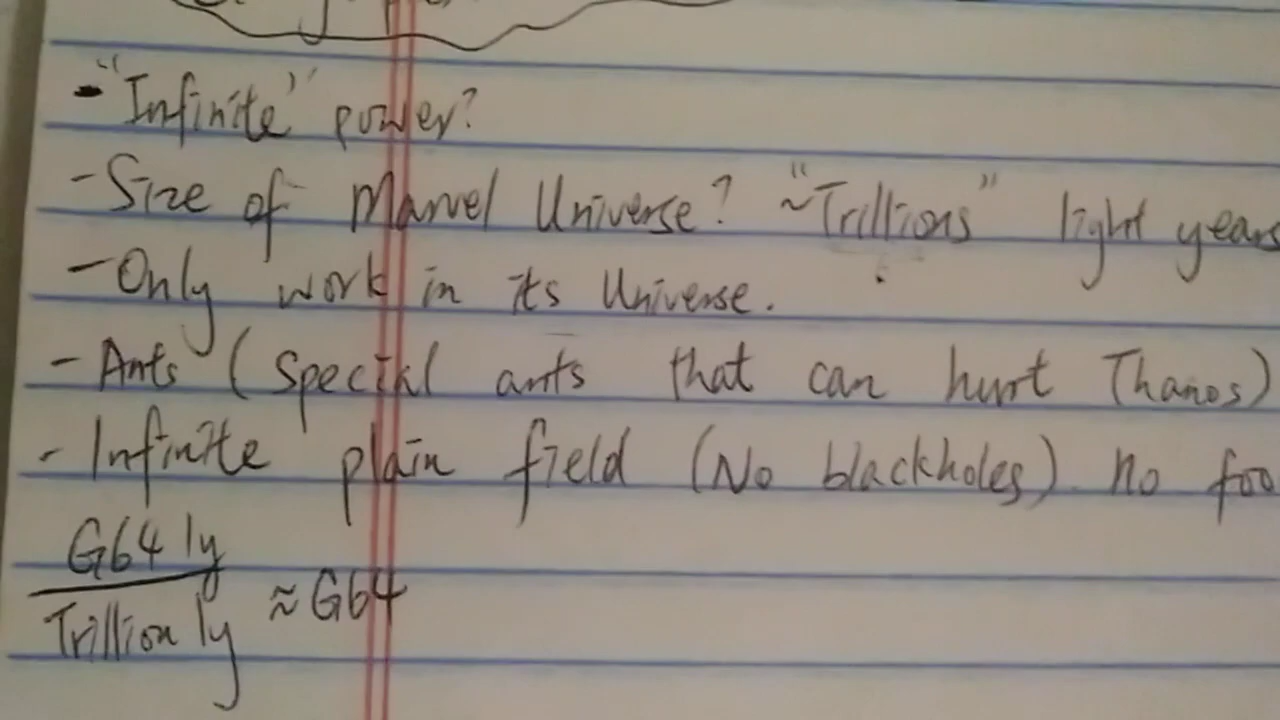 - "Infinite" power?
- Size of Marvel Universe? "~Trillions" light years
- Only work in its Universe.
- Ants (Special ants that can hurt Thanos)
- Infinite plain field (No blackholes) no foo
G64 ly
≈ G64
Trillion ly